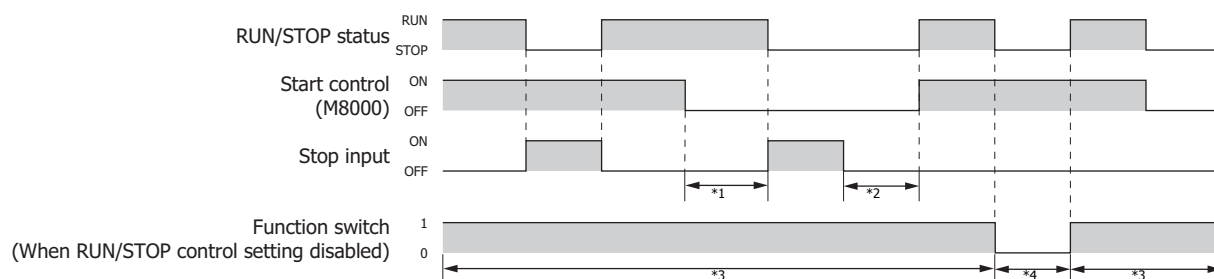 RUN/STOP status
RUN
STOP
Start control
(M8000)
ON
OFF
Stop input
ON
OFF
*1
*2
Function switch
(When RUN/STOP control setting disabled)
1
0
*3
*4
*3